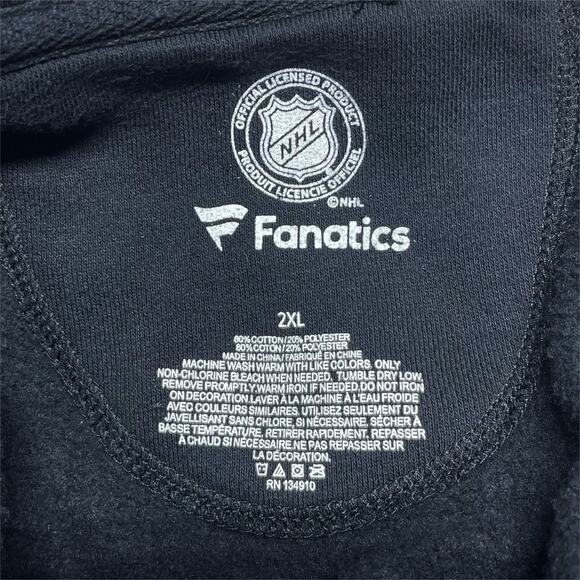 OFFICIAL LICENSED PRODUCT
NHL
PRODUIT LICENCIE OFFICIEL
©NHL
Fanatics
2XL
80% COTTON / 20% POLYESTER
80% COTON / 20% POLYESTER
MADE IN CHINA / FABRIQUÉ EN CHINE
MACHINE WASH WARM WITH LIKE COLORS. ONLY
NON-CHLORINE BLEACH WHEN NEEDED. TUMBLE DRY LOW.
REMOVE PROMPTLY.WARM IRON IF NEEDED.DO NOT IRON
ON DECORATION LAVER À LA MACHINE À L'EAU FROIDE
AVEC COULEURS SIMILAIRES. UTILISEZ SEULEMENT DU
JAVELLISANT SANS CHLORE, SI NÉCESSAIRE. SÉCHER À
BASSE TEMPÉRATURE. RETIRER RAPIDEMENT. REPASSER
À CHAUD SI NÉCESSAIRE NE PAS REPASSER SUR
LA DÉCORATION.
RN 134910